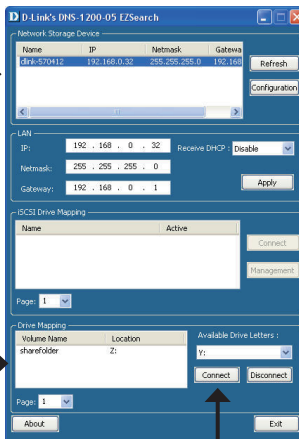 D-Link's DNS-1200-05 EZSearch
Network Storage Device
Name IP Netmask Gatewa
dlink-570412 192.168.0.32 255.255.255.0 192.168
Refresh
Configuration
LAN
IP: 192 . 168 . 0 . 32 Receive DHCP : Disable
Netmask: 255 . 255 . 255 . 0
Gateway: 192 . 168 . 0 . 1 Apply
iSCSI Drive Mapping
Name Active
Connect
Management
Page: 1
Drive Mapping
Volume Name Location Available Drive Letters :
sharefolder Z: Y:
Connect Disconnect
Page: 1
About Exit